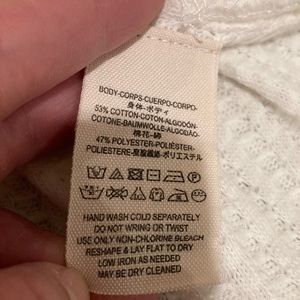 BODY-CORPS-CUERPO-CORPO-
身体-ボディ
53% COTTON-COTON-ALGODÓN-
COTONE-BAUMWOLLE-ALGODÃO-
棉花-綿
47% POLYESTER-POLIÉSTER-
POLIESTERE-聚酯纖維-ポリエステル
HAND WASH COLD SEPARATELY
DO NOT WRING OR TWIST
USE ONLY NON-CHLORINE BLEACH
RESHAPE & LAY FLAT TO DRY
LOW IRON AS NEEDED
MAY BE DRY CLEANED